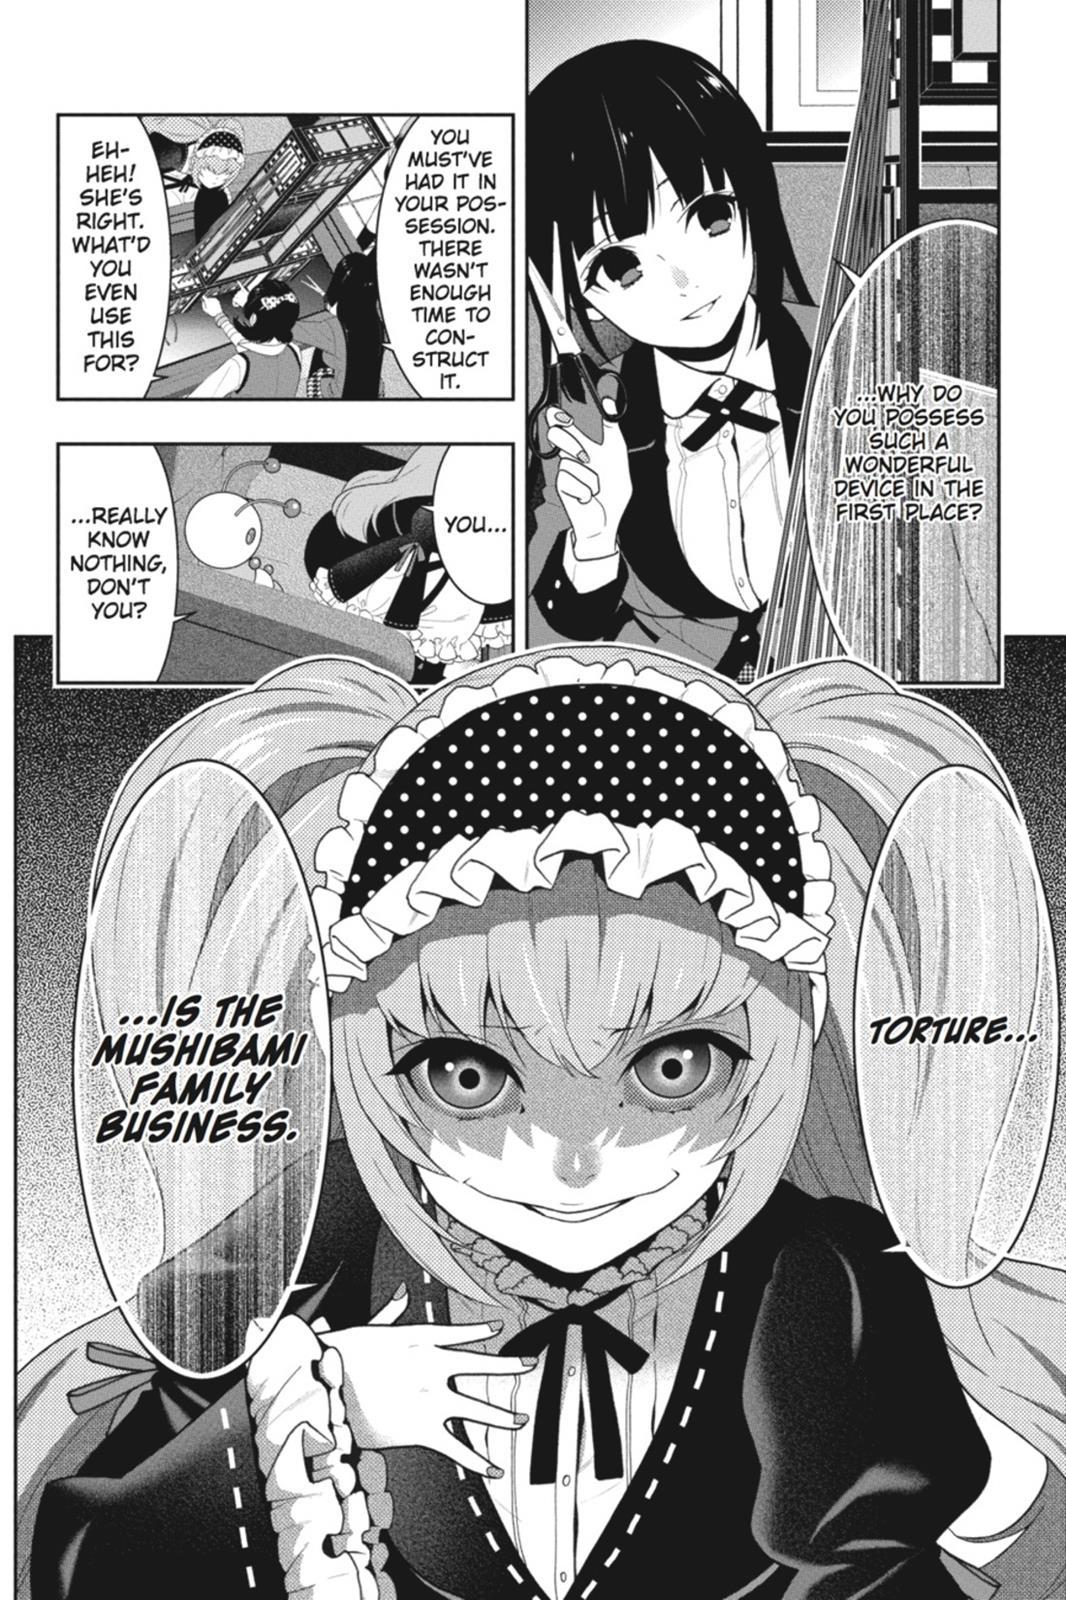 ...WHY DO
YOU POSSESS
SUCH A
WONDERFUL
DEVICE IN THE
FIRST PLACE?
YOU
MUST'VE
HAD IT IN
YOUR POS-
SESSION.
THERE
WASN'T
ENOUGH
TIME TO
CON-
STRUCT
IT.
EH-
HEH!
SHE'S
RIGHT.
WHAT'D
YOU
EVEN
USE
THIS
FOR?
YOU...
...REALLY
KNOW
NOTHING,
DON'T
YOU?
TORTURE...
...IS THE
MUSHIBAMI
FAMILY
BUSINESS.